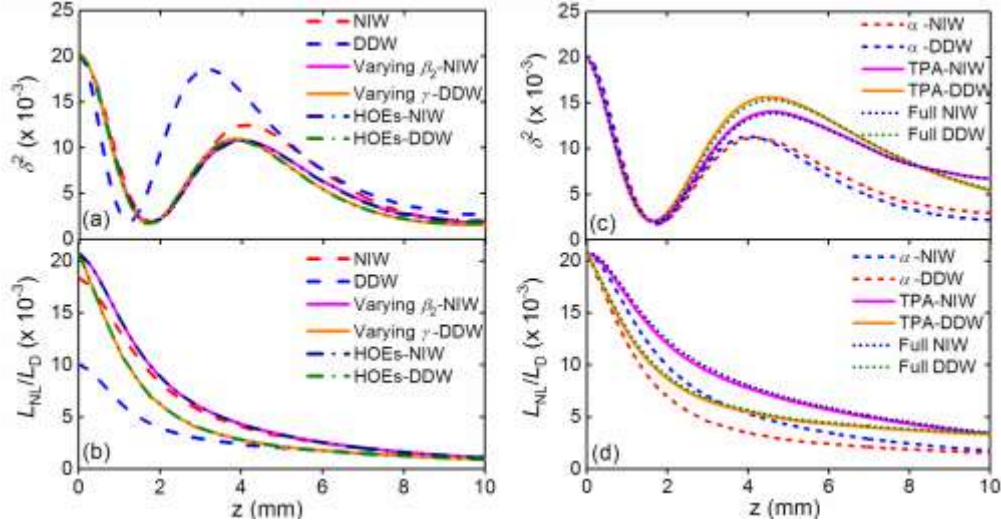 25
20
15
10
5
0
δ² (x 10⁻³)
NIW
DDW
Varying β₂-NIW
Varying γ-DDW
HOEs-NIW
HOEs-DDW
(a)
20
15
10
5
0
L_NL/L_D (x 10⁻³)
NIW
DDW
Varying β₂-NIW
Varying γ-DDW
HOEs-NIW
HOEs-DDW
(b)
0 2 4 6 8 10
z (mm)
25
20
15
10
5
0
δ² (x 10⁻³)
α-NIW
α-DDW
TPA-NIW
TPA-DDW
Full NIW
Full DDW
(c)
20
15
10
5
0
L_NL/L_D (x 10⁻³)
α-NIW
α-DDW
TPA-NIW
TPA-DDW
Full NIW
Full DDW
(d)
0 2 4 6 8 10
z (mm)